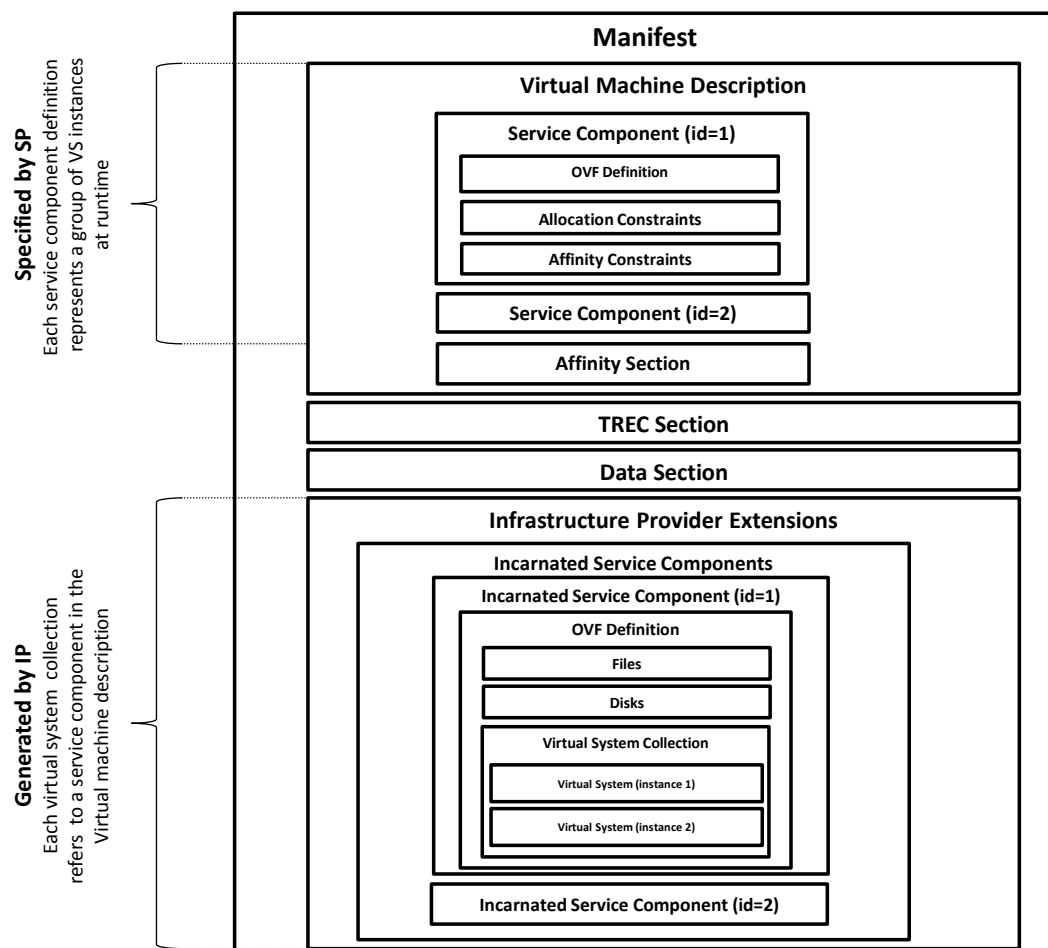 Manifest
Virtual Machine Description
Service Component (id=1)
OVF Definition
Allocation Constraints
Affinity Constraints
Service Component (id=2)
Affinity Section
TREC Section
Data Section
Infrastructure Provider Extensions
Incarnated Service Components
Incarnated Service Component (id=1)
OVF Definition
Files
Disks
Virtual System Collection
Virtual System (instance 1)
Virtual System (instance 2)
Incarnated Service Component (id=2)
Specified by SP
Each service component definition
represents a group of VS instances
at runtime
Generated by IP
Each virtual system collection
refers to a service component in the
Virtual machine description